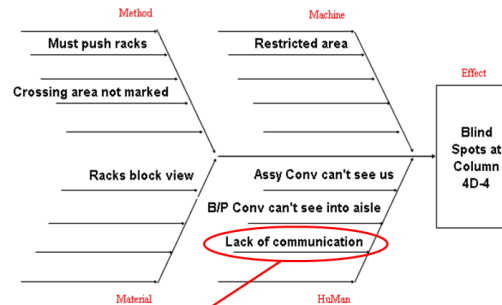 Method
Machine
Must push racks
Restricted area
Effect
Crossing area not marked
Blind
Spots at
Column
4D-4
Racks block view
Assy Conv can't see us
B/P Conv can't see into aisle
Lack of communication
Material
HuMan